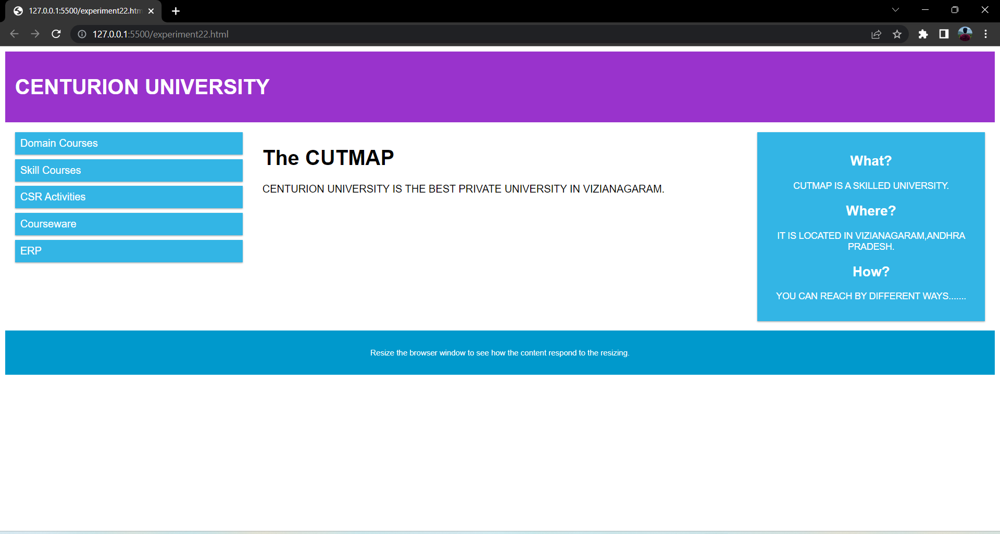 127.0.0.1:5500/experiment22.htm
127.0.0.1:5500/experiment22.html
CENTURION UNIVERSITY
Domain Courses
Skill Courses
CSR Activities
Courseware
ERP
The CUTMAP
CENTURION UNIVERSITY IS THE BEST PRIVATE UNIVERSITY IN VIZIANAGARAM.
What?
CUTMAP IS A SKILLED UNIVERSITY.
Where?
IT IS LOCATED IN VIZIANAGARAM,ANDHRA
PRADESH.
How?
YOU CAN REACH BY DIFFERENT WAYS.......
Resize the browser window to see how the content respond to the resizing.